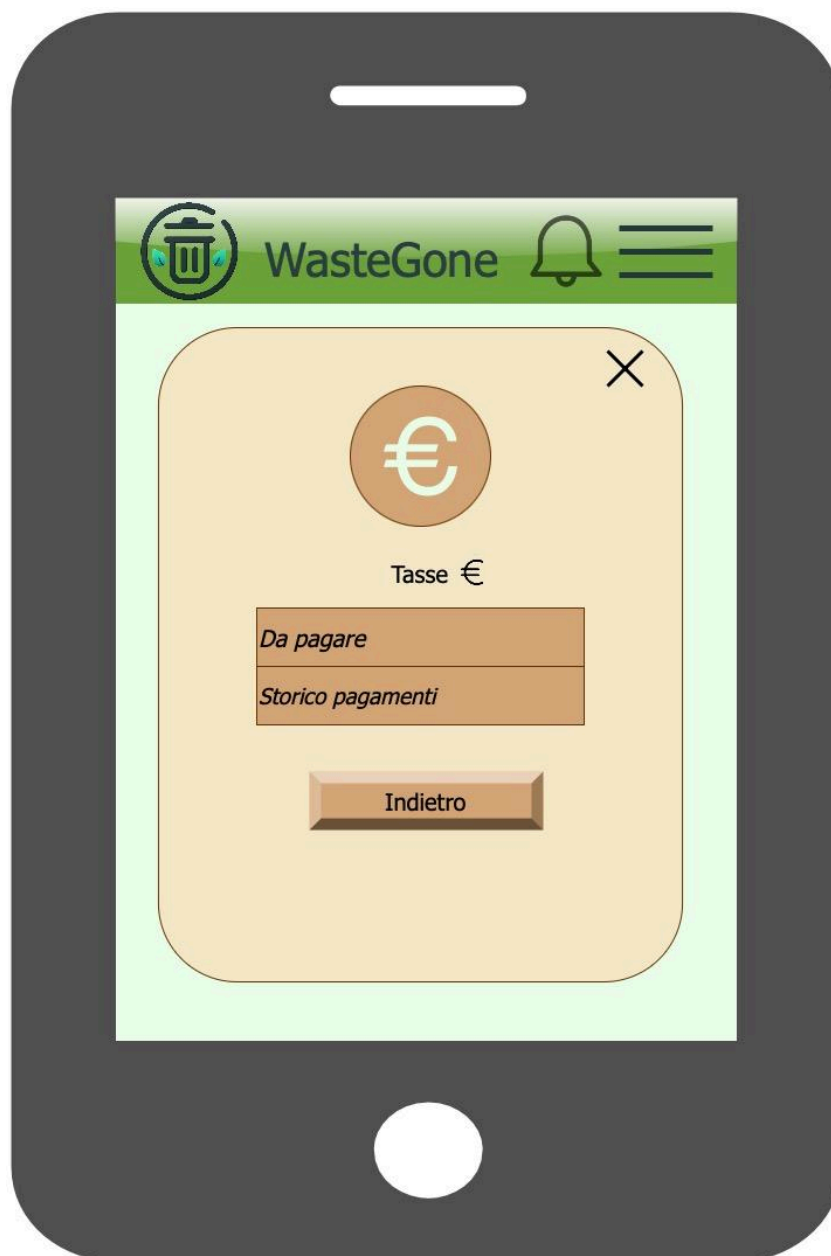 WasteGone
€
Tasse €
Da pagare
Storico pagamenti
Indietro